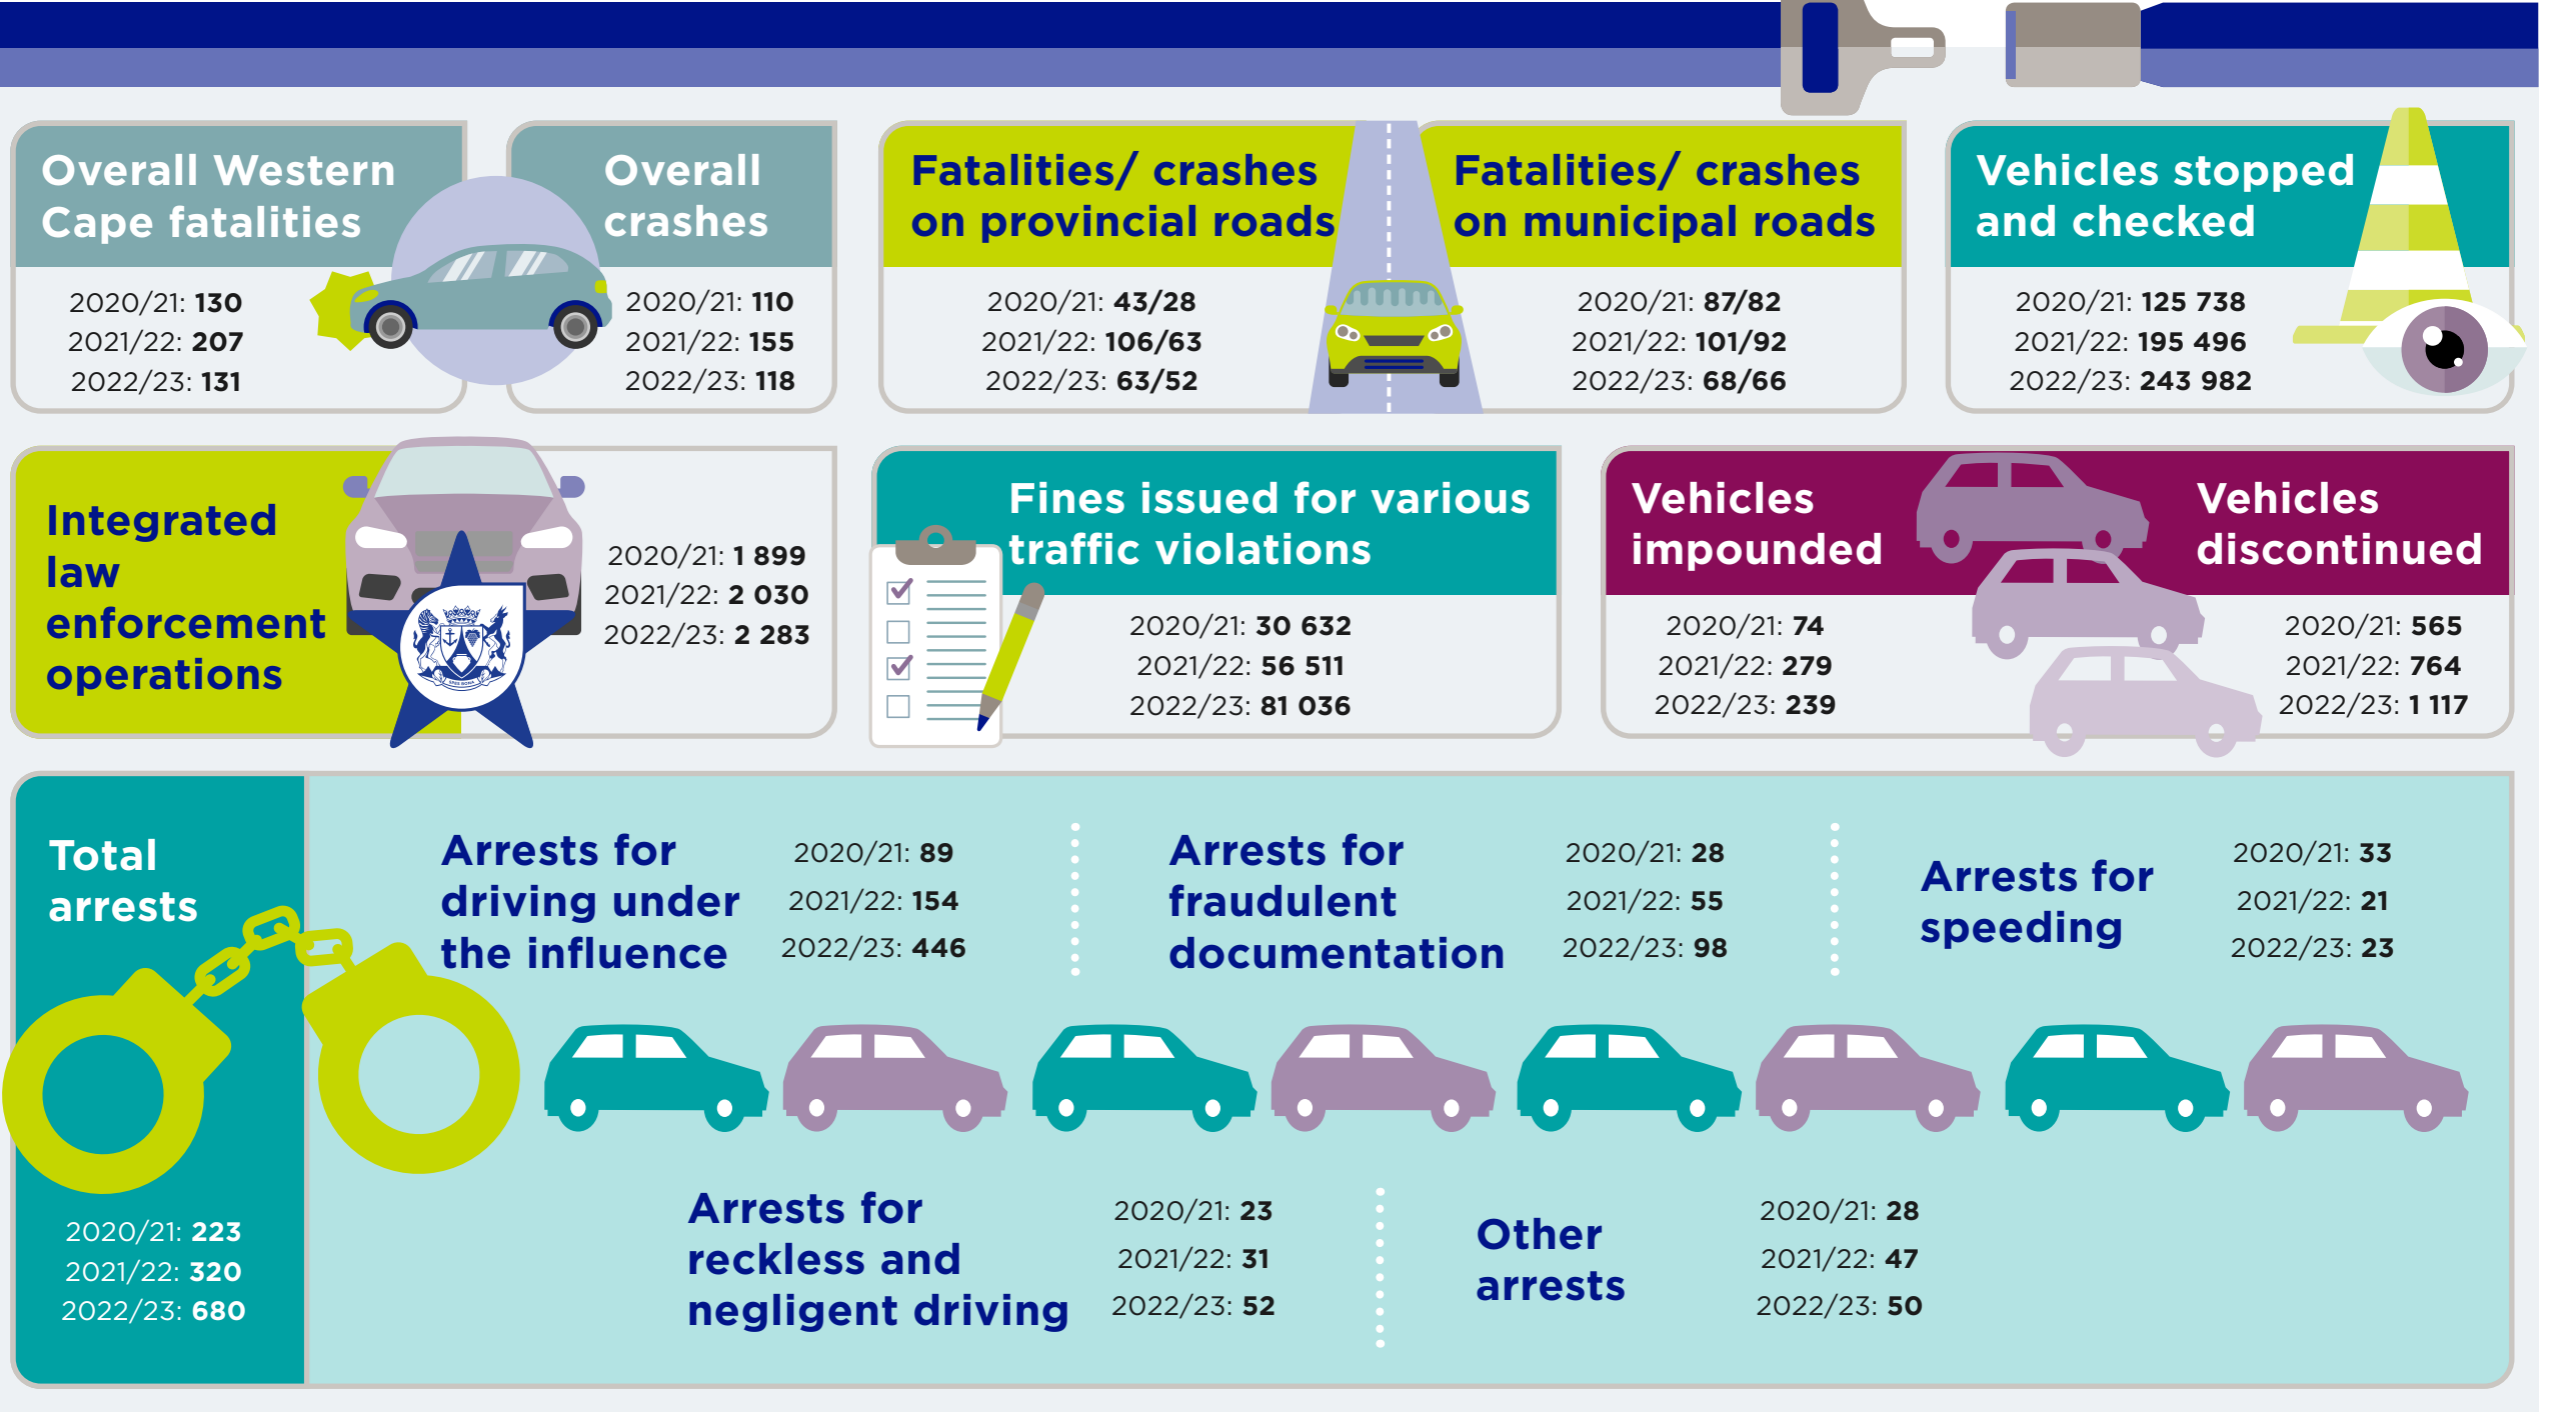 Overall Western
Cape fatalities
2020/21: 130
2021/22: 207
2022/23: 131
Overall
crashes
2020/21: 110
2021/22: 155
2022/23: 118
Fatalities/ crashes
on provincial roads
2020/21: 43/28
2021/22: 106/63
2022/23: 63/52
Fatalities/ crashes
on municipal roads
2020/21: 87/82
2021/22: 101/92
2022/23: 68/66
Vehicles stopped
and checked
2020/21: 125 738
2021/22: 195 496
2022/23: 243 982
Integrated
law
enforcement
operations
2020/21: 1 899
2021/22: 2 030
2022/23: 2 283
Fines issued for various
traffic violations
2020/21: 30 632
2021/22: 56 511
2022/23: 81 036
Vehicles
impounded
2020/21: 74
2021/22: 279
2022/23: 239
Vehicles
discontinued
2020/21: 565
2021/22: 764
2022/23: 1 117
Total
arrests
2020/21: 223
2021/22: 320
2022/23: 680
Arrests for
driving under
the influence
2020/21: 89
2021/22: 154
2022/23: 446
Arrests for
fraudulent
documentation
2020/21: 28
2021/22: 55
2022/23: 98
Arrests for
speeding
2020/21: 33
2021/22: 21
2022/23: 23
Arrests for
reckless and
negligent driving
2020/21: 23
2021/22: 31
2022/23: 52
Other
arrests
2020/21: 28
2021/22: 47
2022/23: 50